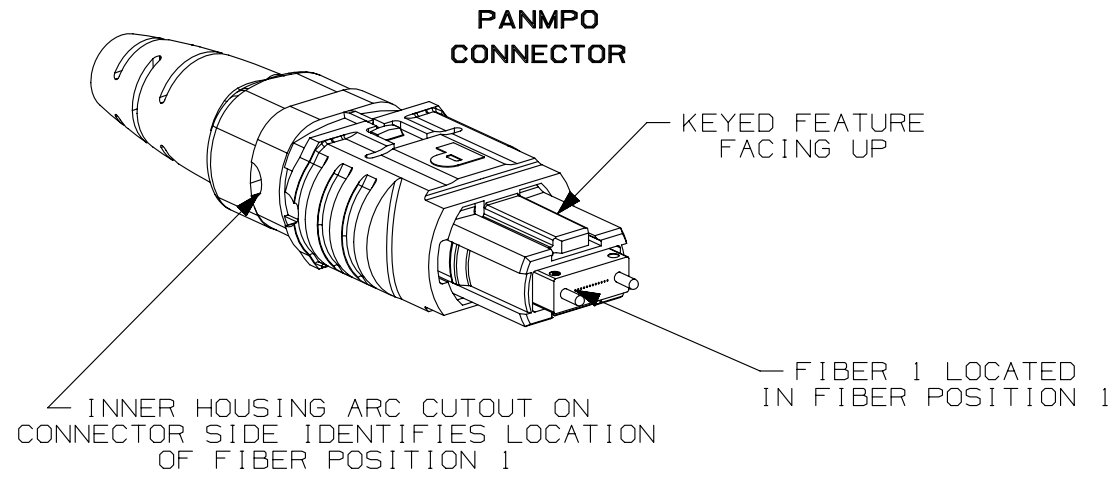 PANMPO
CONNECTOR
KEYED FEATURE
FACING UP
FIBER 1 LOCATED
IN FIBER POSITION 1
INNER HOUSING ARC CUTOUT ON
CONNECTOR SIDE IDENTIFIES LOCATION
OF FIBER POSITION 1